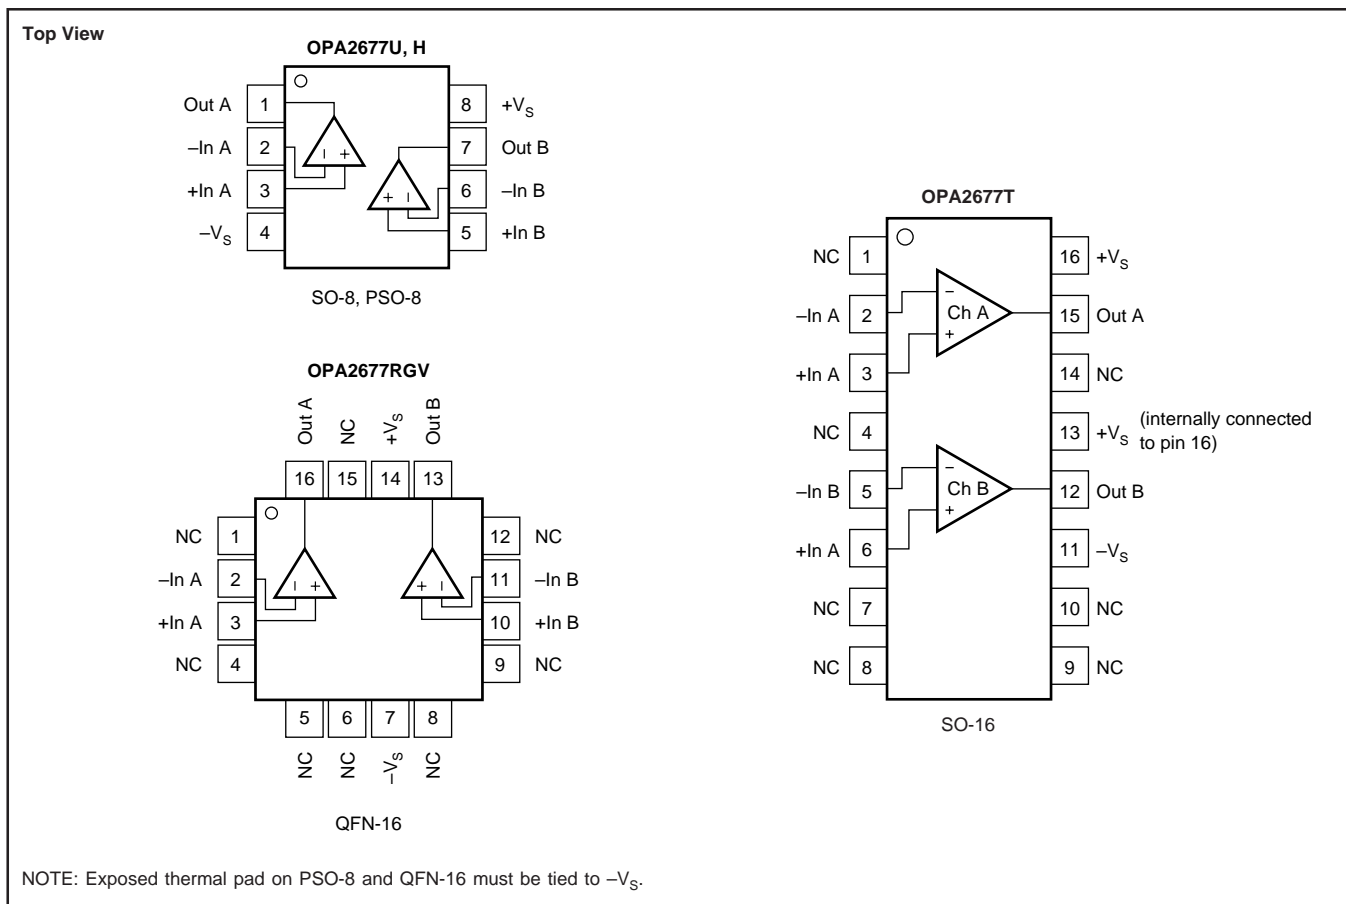 Top View
OPA2677U, H
Out A 1 8 +VS
–In A 2 7 Out B
+In A 3 6 –In B
–VS 4 5 +In B
– +
+ –
SO-8, PSO-8
OPA2677RGV
Out A NC +VS Out B
16 15 14 13
NC 1 12 NC
–In A 2 11 –In B
– + + –
+In A 3 10 +In B
NC 4 9 NC
5 6 7 8
NC NC –VS NC
QFN-16
OPA2677T
NC 1 16 +VS
–
–In A 2 Ch A 15 Out A
+
+In A 3 14 NC
NC 4 13 +VS (internally connected
to pin 16)
–
–In B 5 Ch B 12 Out B
+
+In A 6 11 –VS
NC 7 10 NC
NC 8 9 NC
SO-16
NOTE: Exposed thermal pad on PSO-8 and QFN-16 must be tied to –VS.